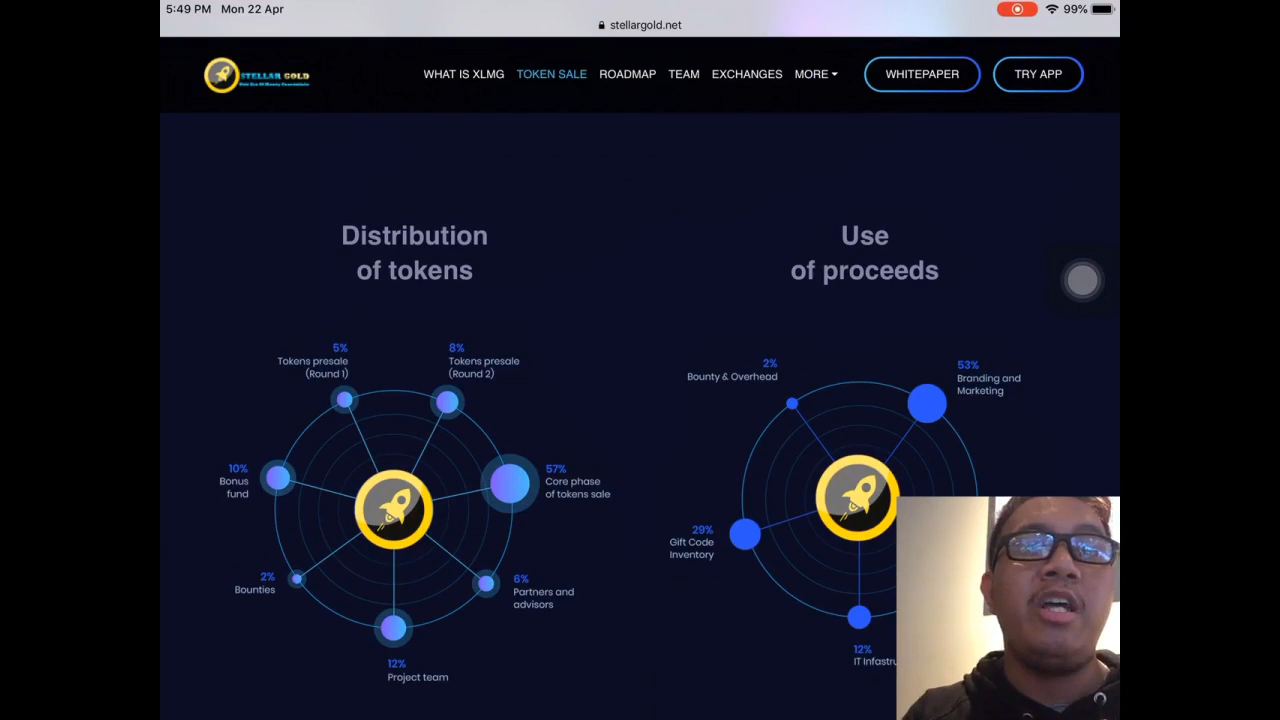 5:49 PM Mon 22 Apr
99%
stellargold.net
STELLAR GOLD
WHAT IS XLMG TOKEN SALE ROADMAP TEAM EXCHANGES MORE WHITEPAPER TRY APP
Distribution
of tokens
5%
Tokens presale
(Round 1)
8%
Tokens presale
(Round 2)
10%
Bonus
fund
57%
Core phase
of tokens sale
2%
Bounties
6%
Partners and
advisors
12%
Project team
Use
of proceeds
2%
Bounty & Overhead
53%
Branding and
Marketing
29%
Gift Code
Inventory
12%
IT Infastru